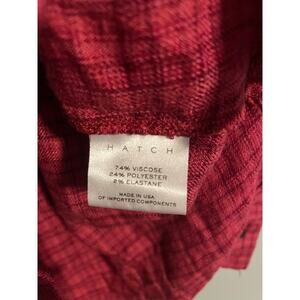 HATCH
74% VISCOSE
24% POLYESTER
2% ELASTANE
MADE IN USA
OF IMPORTED COMPONENTS